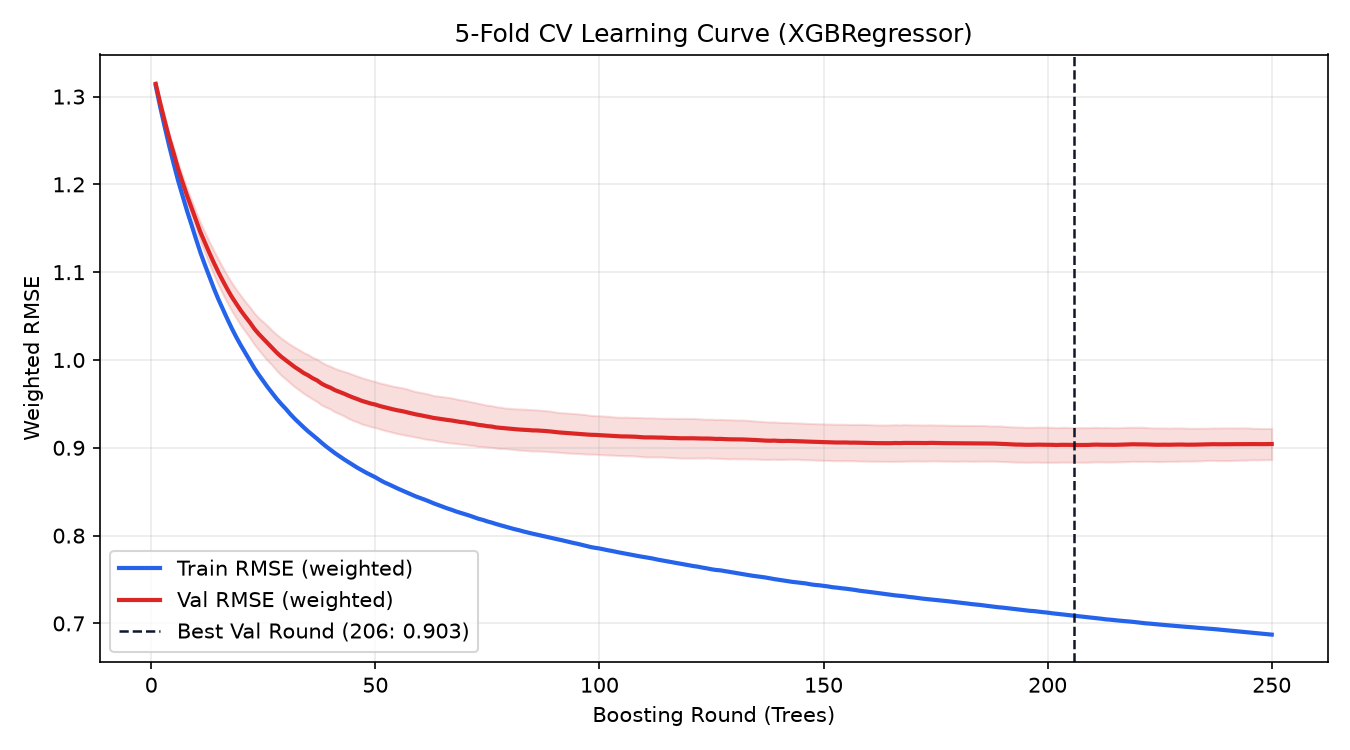 5-Fold CV Learning Curve (XGBRegressor)
Weighted RMSE
1.3
1.2
1.1
1.0
0.9
0.8
0.7
Train RMSE (weighted)
Val RMSE (weighted)
Best Val Round (206: 0.903)
0 50 100 150 200 250
Boosting Round (Trees)